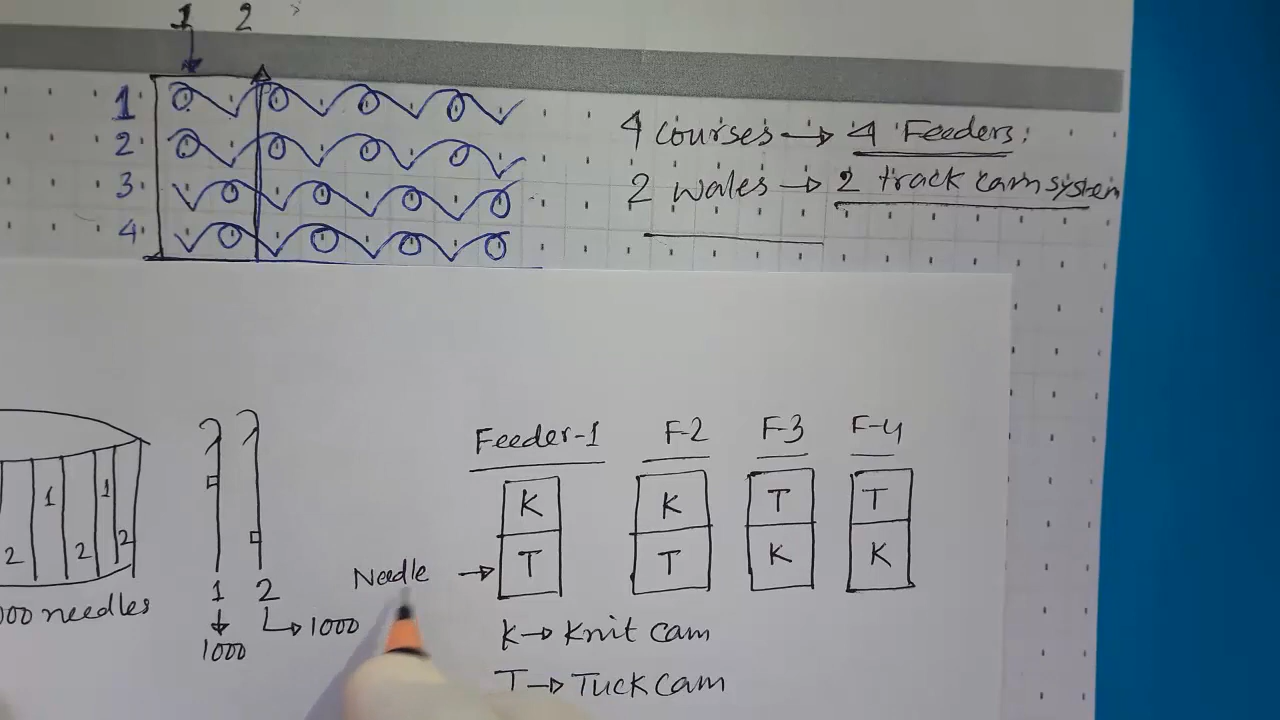 1 2
1
2
3
4
4 courses → 4 Feeders.
2 wales → 2 track cam system
Feeder-1 F-2 F-3 F-4
K K T T
T T K K
1 1
2 2 2
000 needles
1 2
1000
→ 1000
Needle →
K → Knit cam
T → Tuck cam